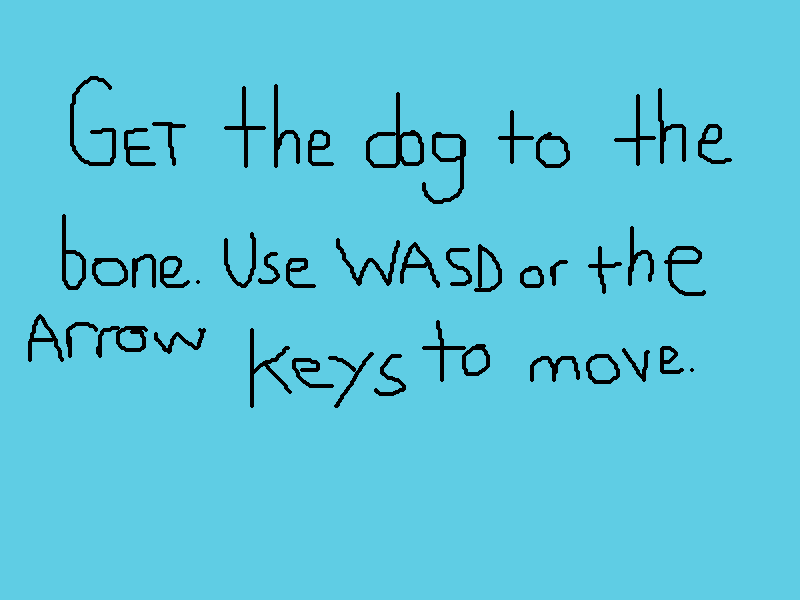 GET the dog to the
bone. Use WASD or the
Arrow keys to move.